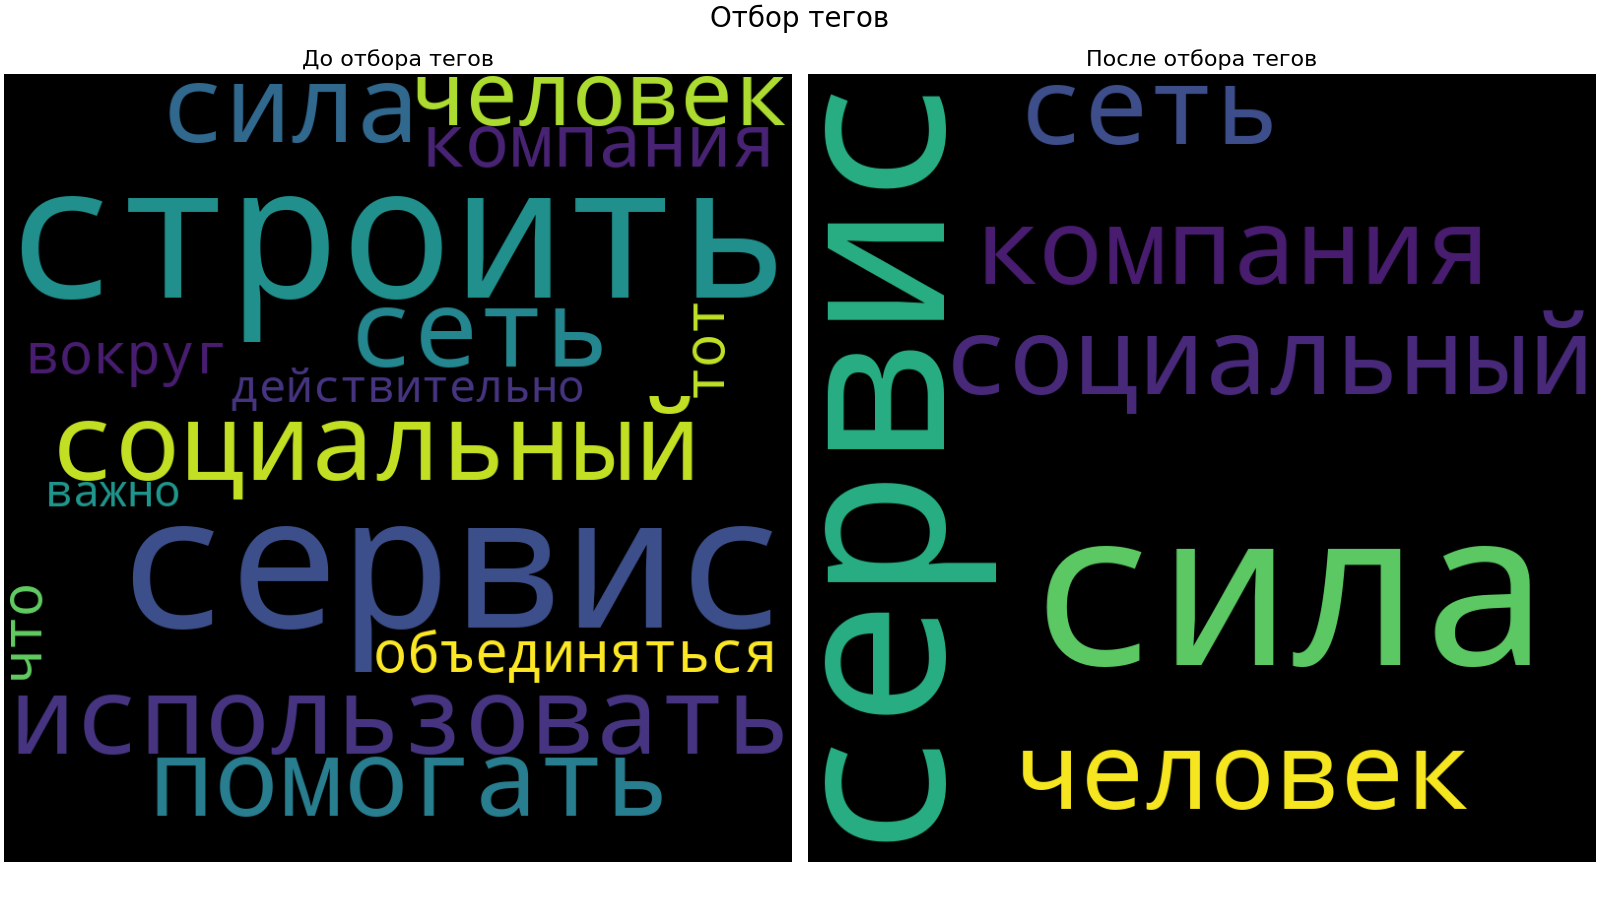 Отбор тегов
До отбора тегов
сила
человек
компания
строить
сеть
тот
вокруг
действительно
социальный
важно
сервис
что
объединяться
использовать
помогать
После отбора тегов
сервис
сеть
компания
социальный
сила
человек